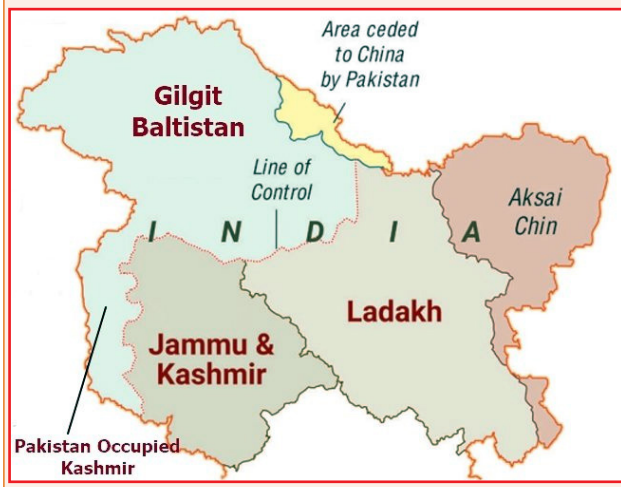 Area ceded
to China
by Pakistan
Gilgit
Baltistan
Line of
Control
Aksai
Chin
I N D I A
Ladakh
Jammu &
Kashmir
Pakistan Occupied
Kashmir